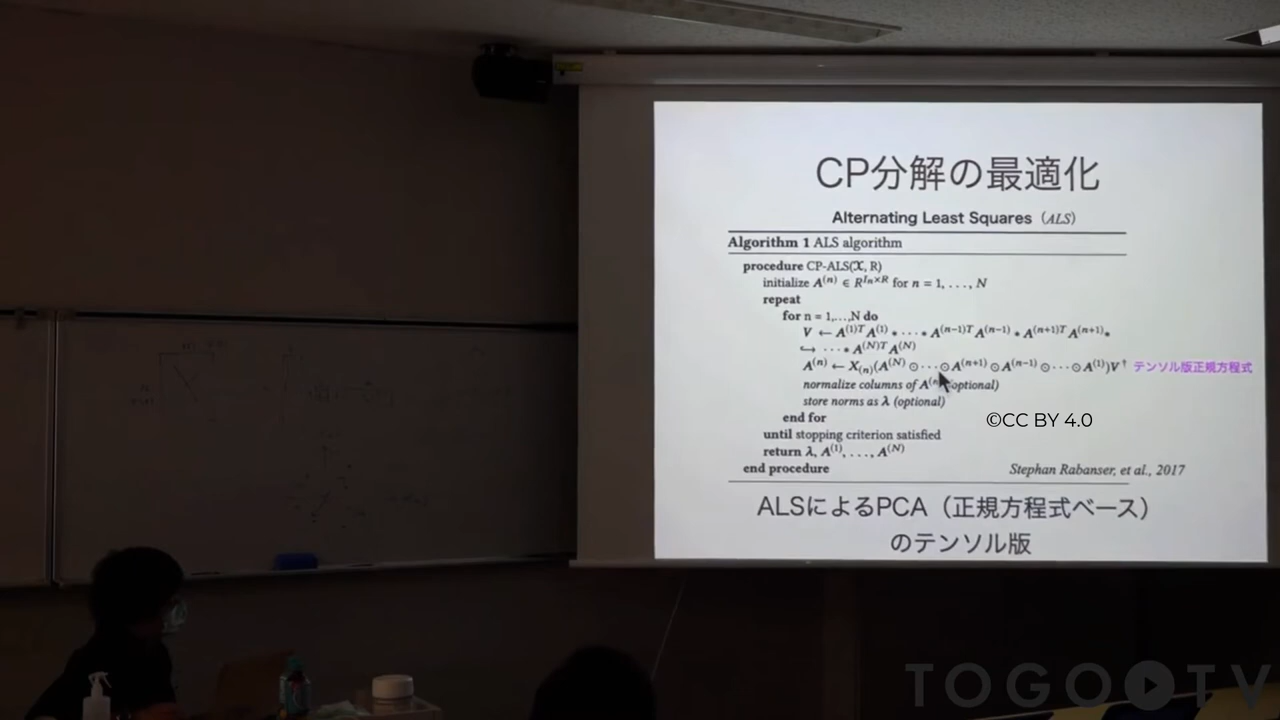 CP分解の最適化
Alternating Least Squares（ALS）
Algorithm 1 ALS algorithm
procedure CP-ALS(𝒳, R)
initialize A⁽ⁿ⁾ ∈ R^{Iₙ×R} for n = 1, . . . , N
repeat
for n = 1,...,N do
V ← A^{(1)T} A^{(1)} * · · · * A^{(n−1)T} A^{(n−1)} * A^{(n+1)T} A^{(n+1)} *
↪ · · · * A^{(N)T} A^{(N)}
A^{(n)} ← X_{(n)}(A^{(N)} ⊙ · · · ⊙ A^{(n+1)} ⊙ A^{(n−1)} ⊙ · · · ⊙ A^{(1)})V^† テンソル版正規方程式
normalize columns of A⁽ⁿ optional)
store norms as λ (optional)
end for
©CC BY 4.0
until stopping criterion satisfied
return λ, A^{(1)}, . . . , A^{(N)}
end procedure
Stephan Rabanser, et al., 2017
ALSによるPCA（正規方程式ベース）
のテンソル版
TOGO TV